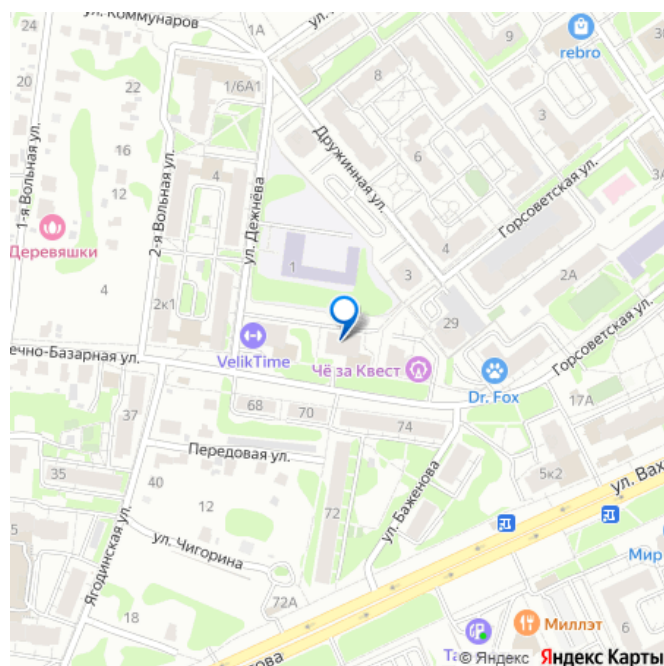 ул. Коммунаров
1А
ул.
9
rebro
20
24
22
1/6А1
8
3
Дружинная ул.
16
6
4
12
2-я Вольная ул.
1-я Вольная ул.
ул. Дежнёва
Горсоветская ул.
Деревяшки
4
1
4
3
2А
2к1
29
ечно-Базарная ул.
VelikTime
Чё за Квест
Dr. Fox
Горсоветская ул.
17А
37
68
70
74
Передовая ул.
35
40
12
72
5к2
ул. Вах
5
ул. Чигорина
ул. Баженова
Ягодинская ул.
Мир
18
72А
Миллэт
Та
ова
© Яндекс Яндекс Карты